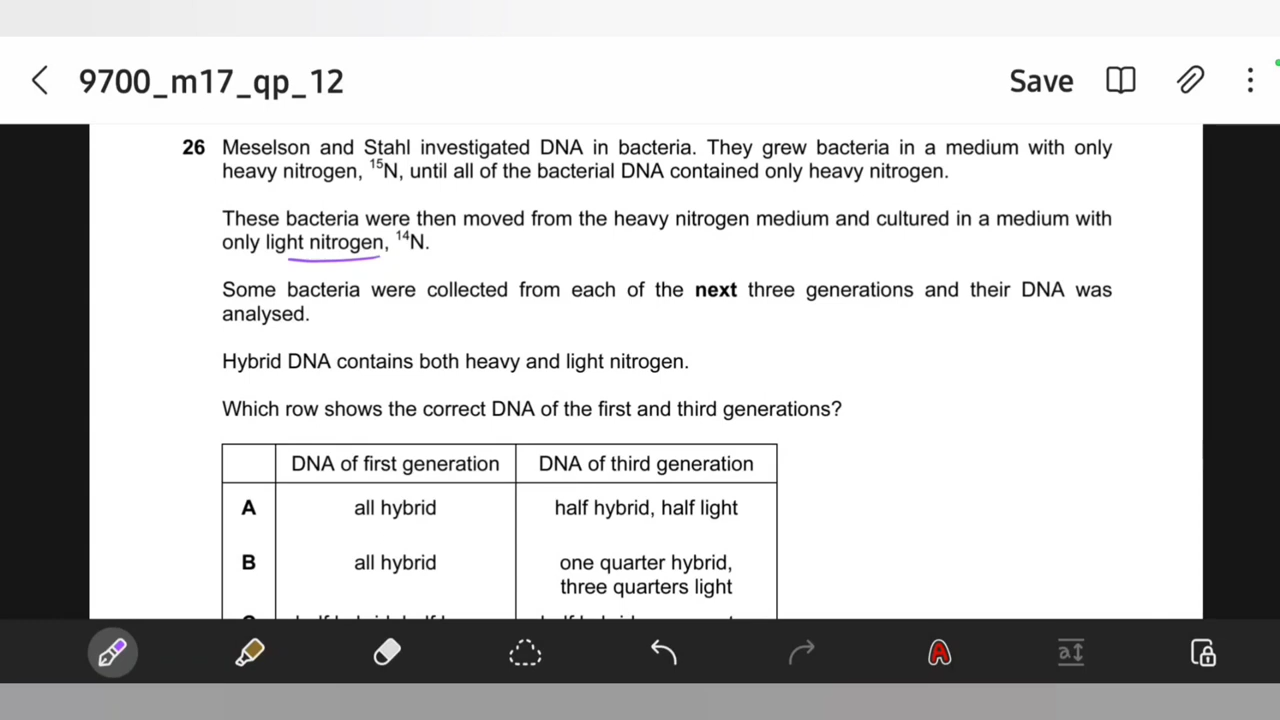 9700_m17_qp_12
Save
26 Meselson and Stahl investigated DNA in bacteria. They grew bacteria in a medium with only
heavy nitrogen, ¹⁵N, until all of the bacterial DNA contained only heavy nitrogen.
These bacteria were then moved from the heavy nitrogen medium and cultured in a medium with
only light nitrogen, ¹⁴N.
Some bacteria were collected from each of the next three generations and their DNA was
analysed.
Hybrid DNA contains both heavy and light nitrogen.
Which row shows the correct DNA of the first and third generations?
DNA of first generation DNA of third generation
A all hybrid half hybrid, half light
B all hybrid one quarter hybrid,
three quarters light
A
a